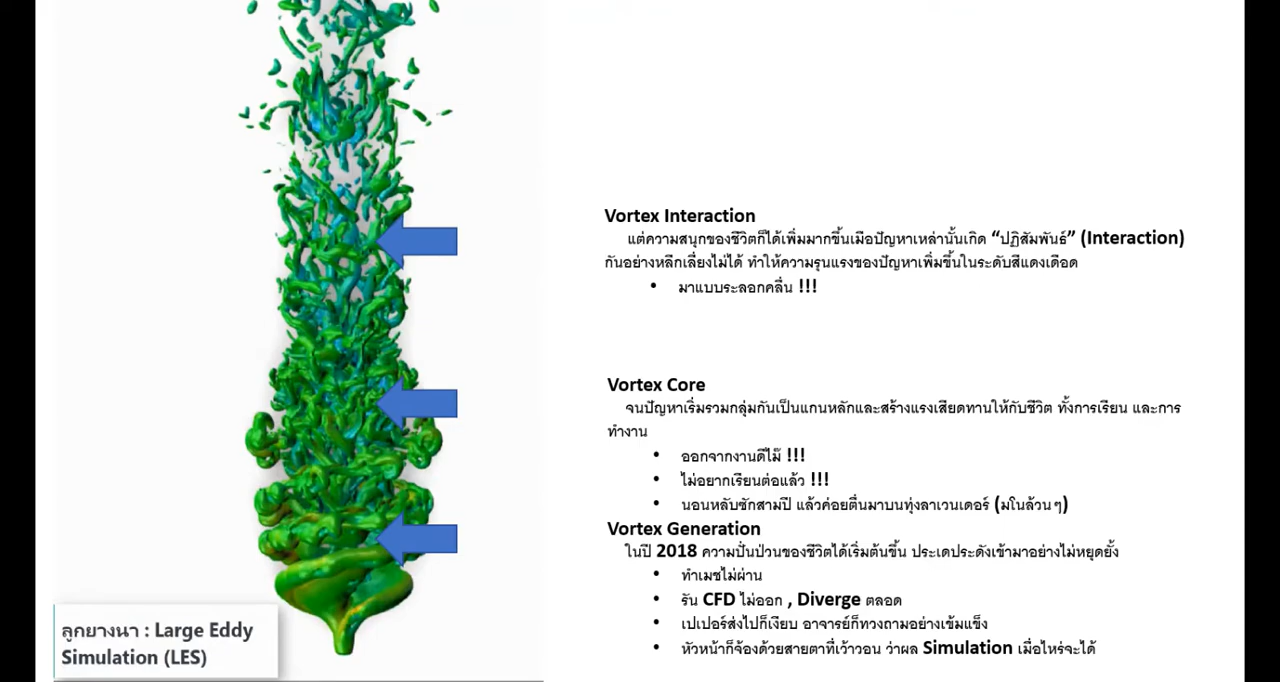 Vortex Interaction
แต่ความสนุกของชีวิตก็ได้เพิ่มมากขึ้นเมื่อปัญหาเหล่านั้นเกิด “ปฏิสัมพันธ์” (Interaction)
กันอย่างหลีกเลี่ยงไม่ได้ ทำให้ความรุนแรงของปัญหาเพิ่มขึ้นในระดับสีแดงเดือด
• มาแบบระลอกคลื่น !!!
Vortex Core
จนปัญหาเริ่มรวมกลุ่มกันเป็นแกนหลักและสร้างแรงเสียดทานให้กับชีวิต ทั้งการเรียน และการ
ทำงาน
• ออกจากงานดีไม๊ !!!
• ไม่อยากเรียนต่อแล้ว !!!
• นอนหลับซักสามปี แล้วค่อยตื่นมาบนทุ่งลาเวนเดอร์ (มโนล้วนๆ)
Vortex Generation
ในปี 2018 ความปั่นป่วนของชีวิตได้เริ่มต้นขึ้น ประเดประดังเข้ามาอย่างไม่หยุดยั้ง
• ทำเมชไม่ผ่าน
• รัน CFD ไม่ออก , Diverge ตลอด
• เปเปอร์ส่งไปก็เงียบ อาจารย์ก็ทวงถามอย่างเข้มแข็ง
• หัวหน้าก็จ้องด้วยสายตาที่เว้าวอน ว่าผล Simulation เมื่อไหร่จะได้
ลูกยางนา : Large Eddy
Simulation (LES)